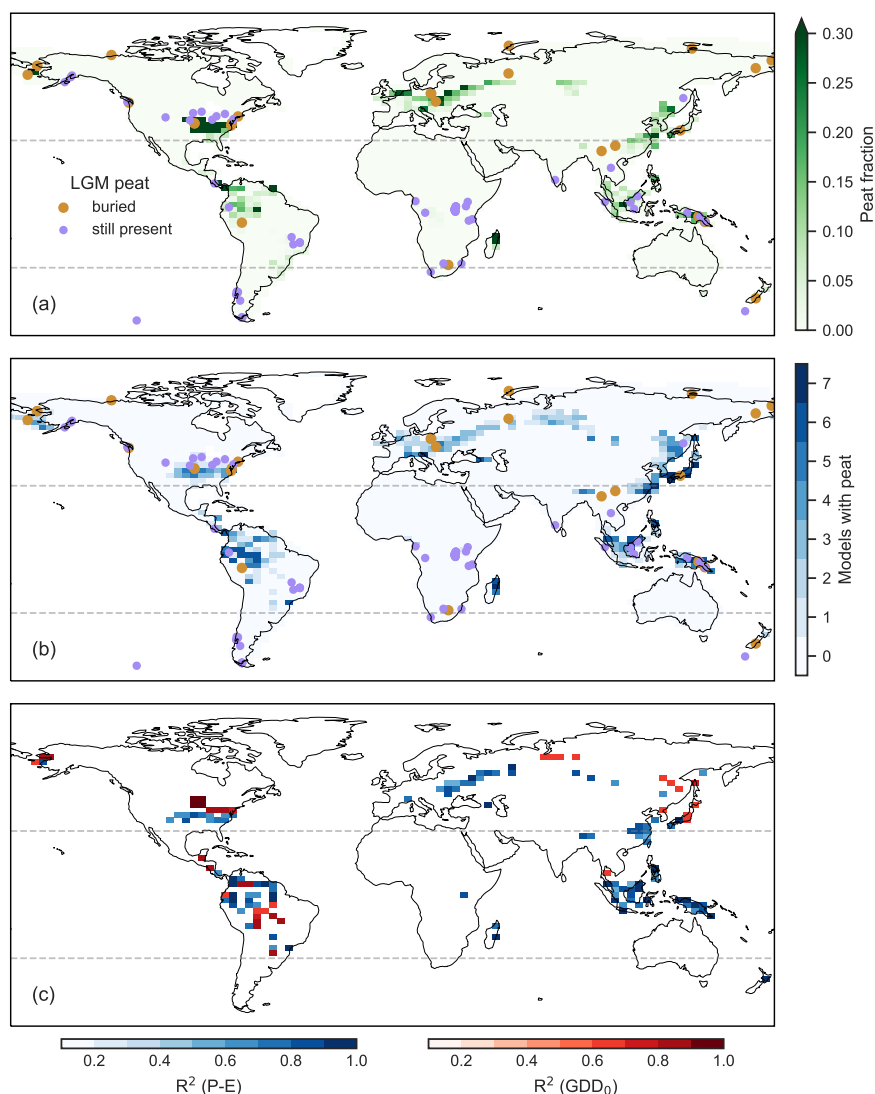 LGM peat
buried
still present
(a)
0.30
0.25
0.20
0.15
0.10
0.05
0.00
Peat fraction
(b)
7
6
5
4
3
2
1
0
Models with peat
(c)
0.2 0.4 0.6 0.8 1.0
R² (P-E)
0.2 0.4 0.6 0.8 1.0
R² (GDD₀)